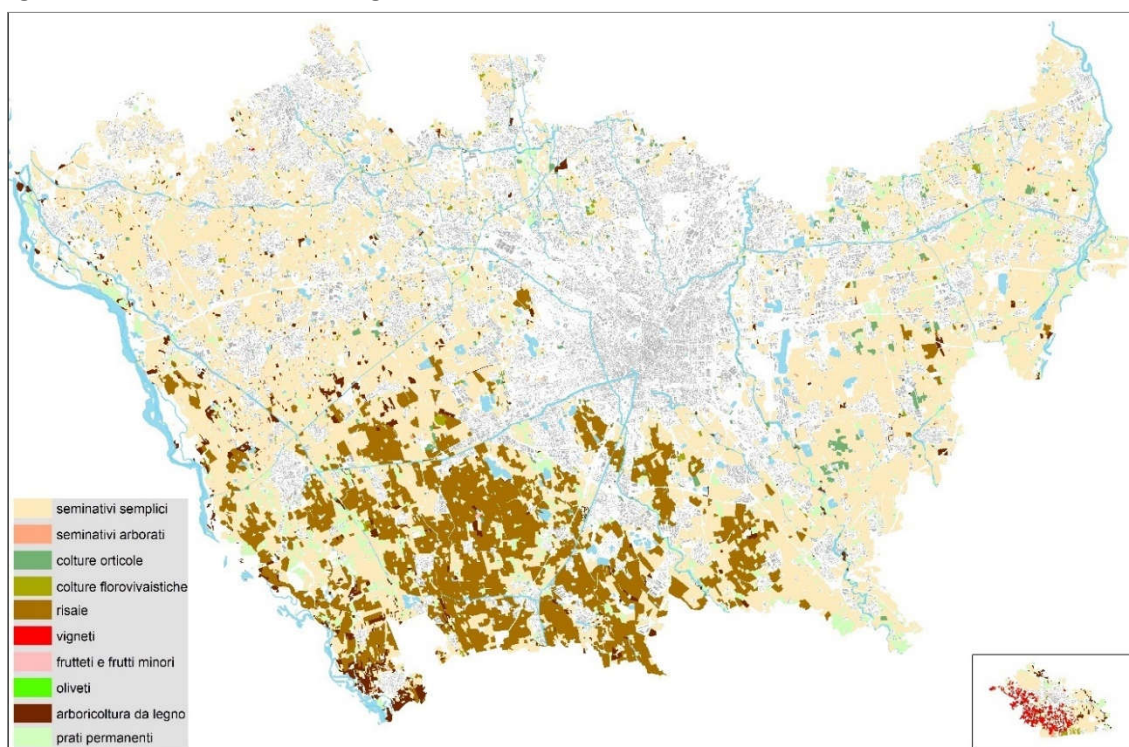 seminativi semplici
seminativi arborati
colture orticole
colture florovivaistiche
risaie
vigneti
frutteti e frutti minori
oliveti
arboricoltura da legno
prati permanenti